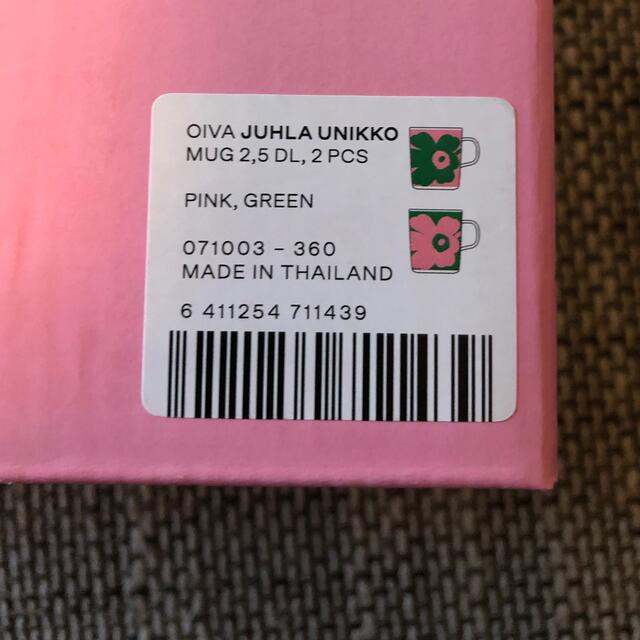 OIVA JUHLA UNIKKO
MUG 2,5 DL, 2 PCS
PINK, GREEN
071003 - 360
MADE IN THAILAND
6 411254 711439